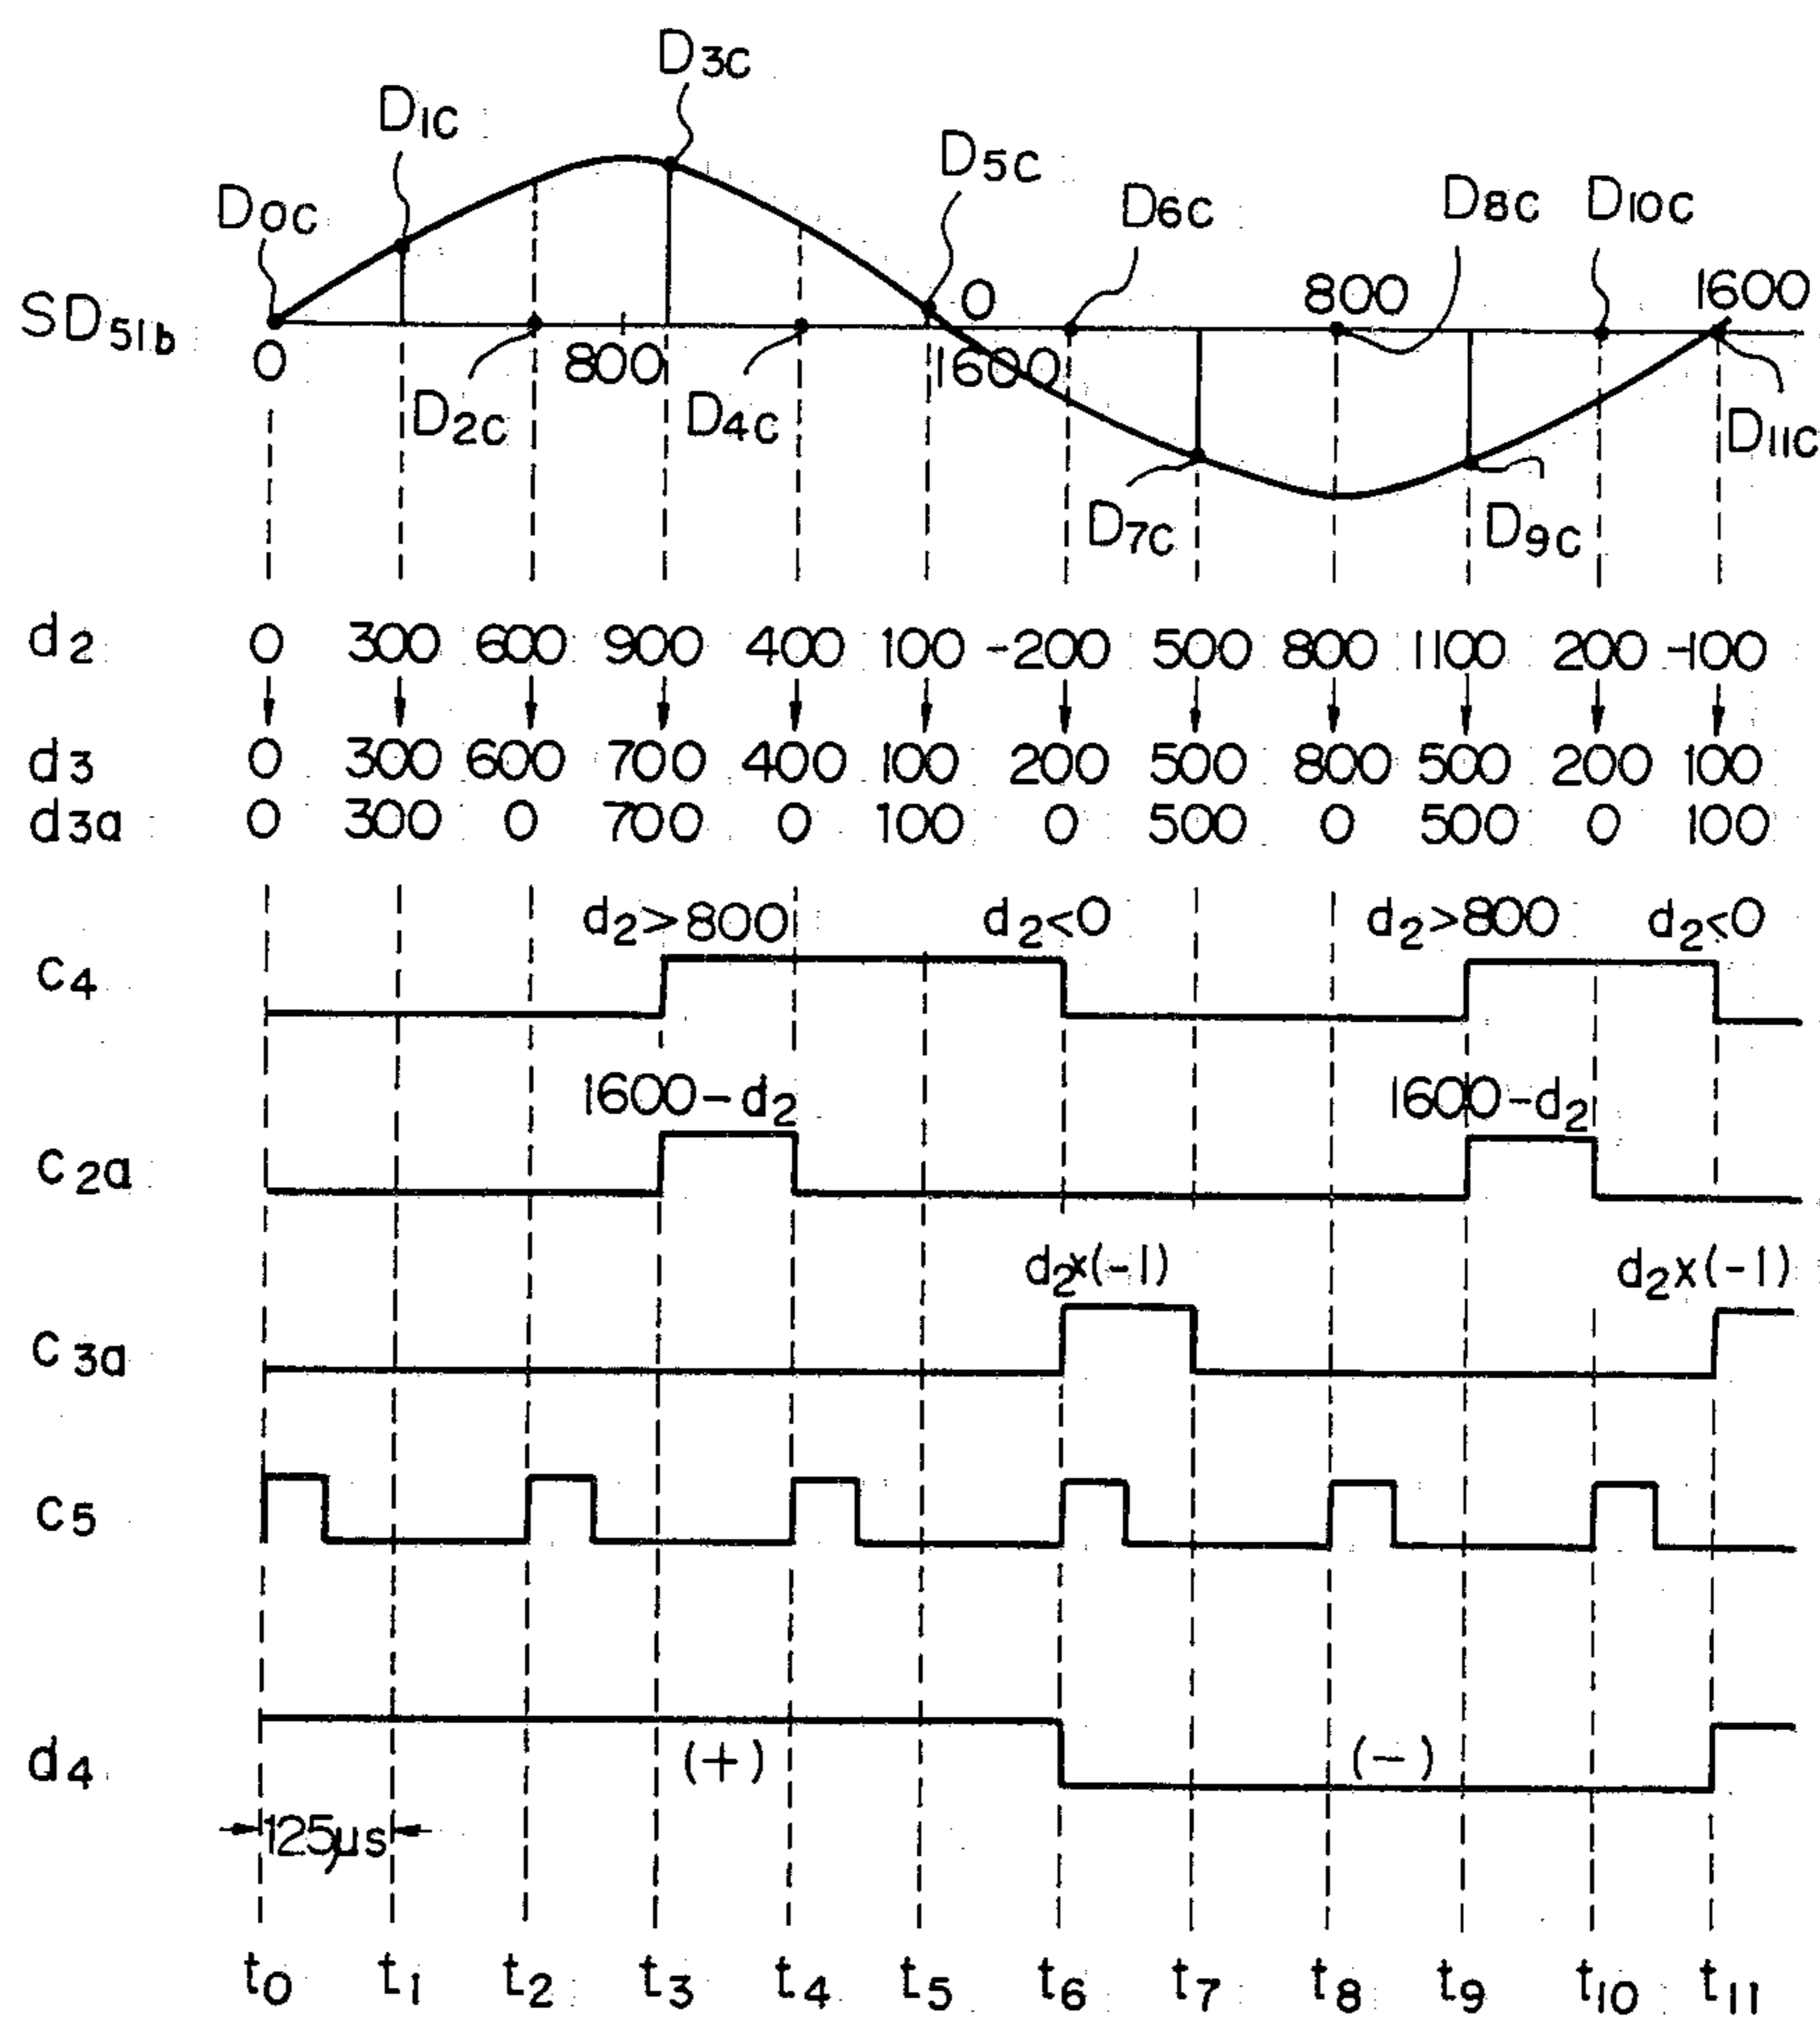 D3c
D1c
D5c
D0c
D6c
D8c
D10c
SD51b
0
800
0
1600
800
1600
D2c
D4c
D7c
D9c
D11c
d2 0 300 600 900 400 100 -200 500 800 1100 200 -100
d3 0 300 600 700 400 100 200 500 800 500 200 100
d3a 0 300 0 700 0 100 0 500 0 500 0 100
d2>800 d2<0 d2>800 d2<0
c4
1600-d2 1600-d2
c2a
d2x(-1) d2x(-1)
c3a
c5
d4 (+) (-)
125μs
t0 t1 t2 t3 t4 t5 t6 t7 t8 t9 t10 t11